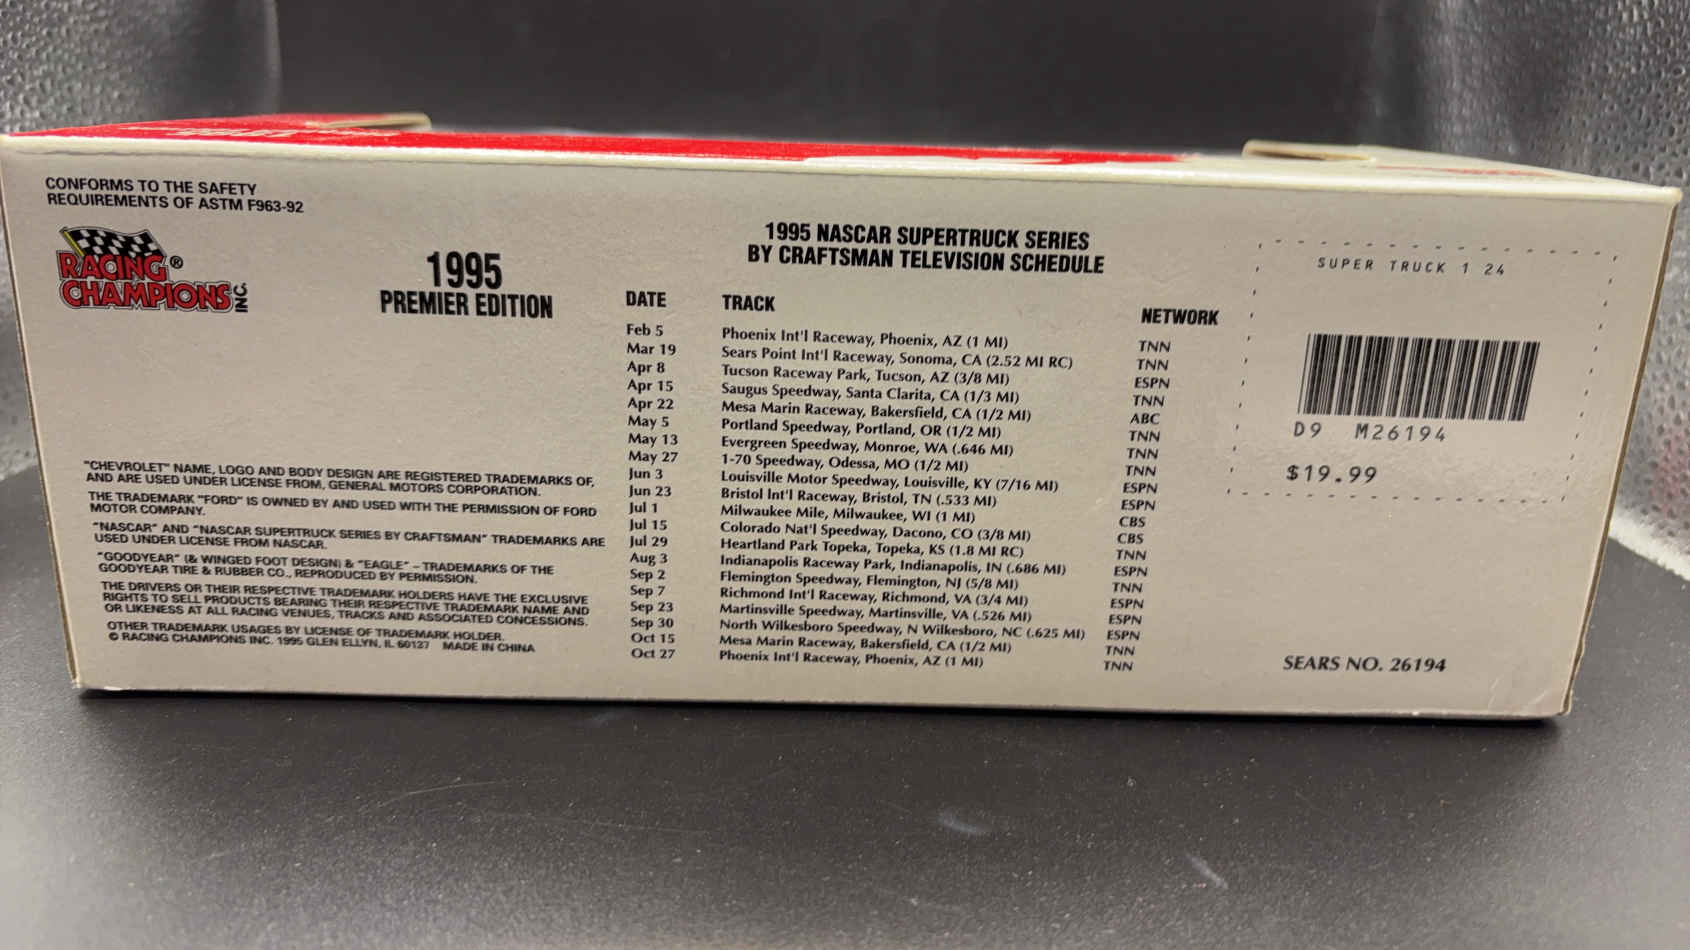 CONFORMS TO THE SAFETY
REQUIREMENTS OF ASTM F963-92
RACING ®
CHAMPIONS INC.
1995
PREMIER EDITION
"CHEVROLET" NAME, LOGO AND BODY DESIGN ARE REGISTERED TRADEMARKS OF,
AND ARE USED UNDER LICENSE FROM, GENERAL MOTORS CORPORATION.
THE TRADEMARK "FORD" IS OWNED BY AND USED WITH THE PERMISSION OF FORD
MOTOR COMPANY.
"NASCAR" AND "NASCAR SUPERTRUCK SERIES BY CRAFTSMAN" TRADEMARKS ARE
USED UNDER LICENSE FROM NASCAR.
"GOODYEAR" (& WINGED FOOT DESIGN) & "EAGLE" – TRADEMARKS OF THE
GOODYEAR TIRE & RUBBER CO., REPRODUCED BY PERMISSION.
THE DRIVERS OR THEIR RESPECTIVE TRADEMARK HOLDERS HAVE THE EXCLUSIVE
RIGHTS TO SELL PRODUCTS BEARING THEIR RESPECTIVE TRADEMARK NAME AND
OR LIKENESS AT ALL RACING VENUES, TRACKS AND ASSOCIATED CONCESSIONS.
OTHER TRADEMARK USAGES BY LICENSE OF TRADEMARK HOLDER.
© RACING CHAMPIONS INC. 1995 GLEN ELLYN, IL 60137 MADE IN CHINA
1995 NASCAR SUPERTRUCK SERIES
BY CRAFTSMAN TELEVISION SCHEDULE
DATE TRACK NETWORK
Feb 5 Phoenix Int'l Raceway, Phoenix, AZ (1 MI) TNN
Mar 19 Sears Point Int'l Raceway, Sonoma, CA (2.52 MI RC) TNN
Apr 8 Tucson Raceway Park, Tucson, AZ (3/8 MI) ESPN
Apr 15 Saugus Speedway, Santa Clarita, CA (1/3 MI) TNN
Apr 22 Mesa Marin Raceway, Bakersfield, CA (1/2 MI) ABC
May 5 Portland Speedway, Portland, OR (1/2 MI) TNN
May 13 Evergreen Speedway, Monroe, WA (.646 MI) TNN
May 27 1-70 Speedway, Odessa, MO (1/2 MI) TNN
Jun 3 Louisville Motor Speedway, Louisville, KY (7/16 MI) ESPN
Jun 23 Bristol Int'l Raceway, Bristol, TN (.533 MI) ESPN
Jul 1 Milwaukee Mile, Milwaukee, WI (1 MI) CBS
Jul 15 Colorado Nat'l Speedway, Dacono, CO (3/8 MI) CBS
Jul 29 Heartland Park Topeka, Topeka, KS (1.8 MI RC) TNN
Aug 3 Indianapolis Raceway Park, Indianapolis, IN (.686 MI) ESPN
Sep 2 Flemington Speedway, Flemington, NJ (5/8 MI) TNN
Sep 7 Richmond Int'l Raceway, Richmond, VA (3/4 MI) ESPN
Sep 23 Martinsville Speedway, Martinsville, VA (.526 MI) ESPN
Sep 30 North Wilkesboro Speedway, N Wilkesboro, NC (.625 MI) ESPN
Oct 15 Mesa Marin Raceway, Bakersfield, CA (1/2 MI) TNN
Oct 27 Phoenix Int'l Raceway, Phoenix, AZ (1 MI) TNN
SUPER TRUCK 1 24
D9 M26194
$19.99
SEARS NO. 26194